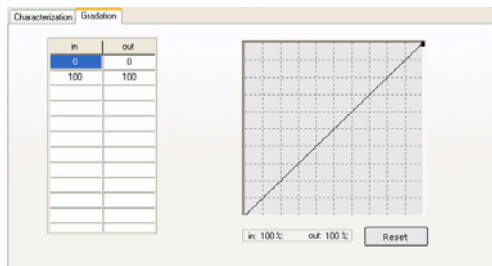 Characterization Gradation
in out
0 0
100 100
in: 100 % out: 100 % Reset